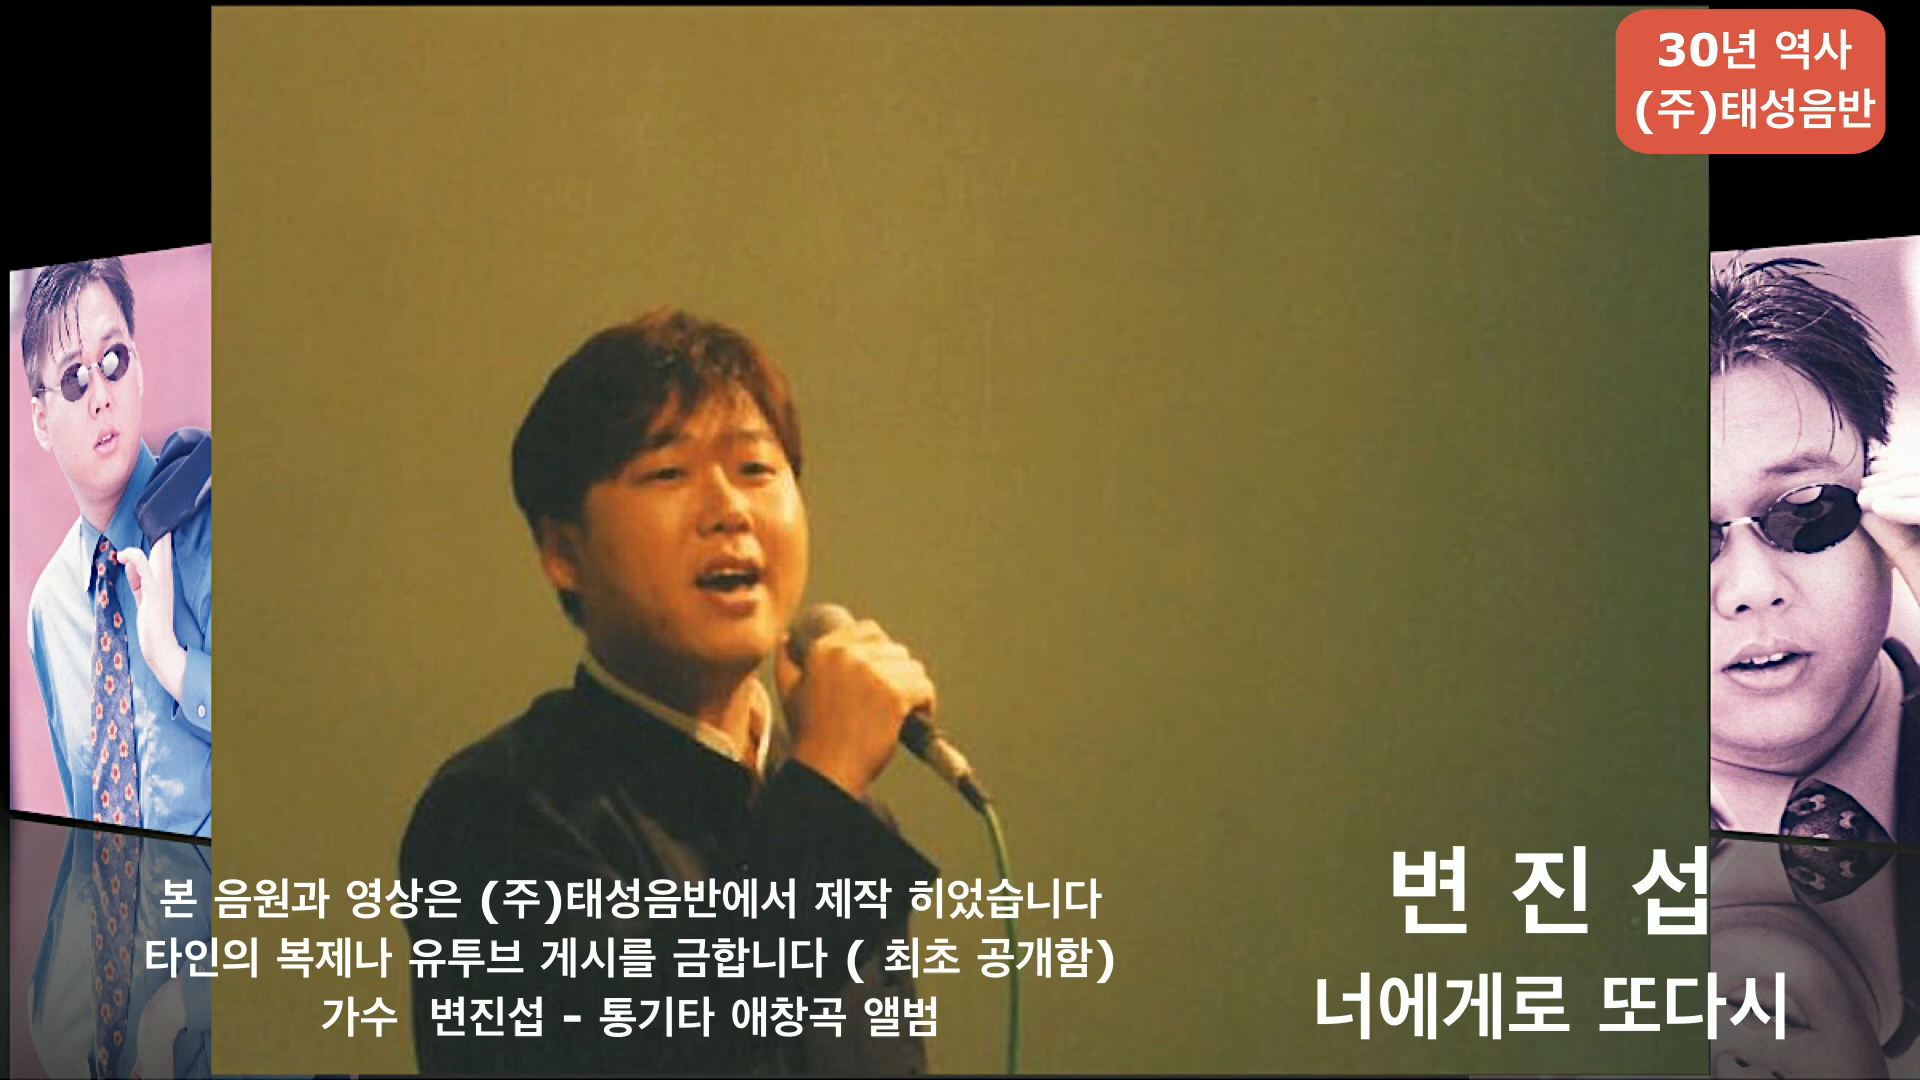 30년 역사
(주)태성음반
본 음원과 영상은 (주)태성음반에서 제작 히었습니다
타인의 복제나 유투브 게시를 금합니다 ( 최초 공개함)
가수 변진섭 - 통기타 애창곡 앨범
변 진 섭
너에게로 또다시